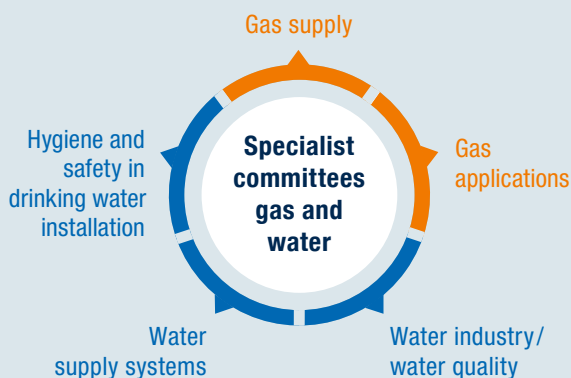 Gas supply
Hygiene and
safety in
drinking water
installation
Specialist
committees
gas and
water
Gas
applications
Water
supply systems
Water industry/
water quality